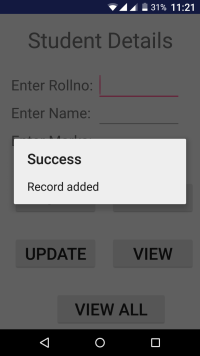 31% 11:21
Student Details
Enter Rollno:
Enter Name:
Success
Record added
UPDATE VIEW
VIEW ALL